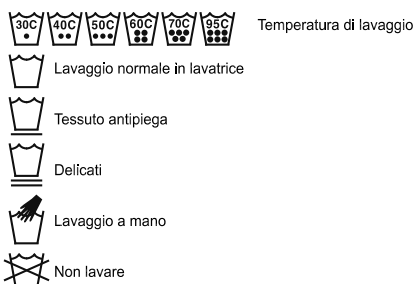 30C 40C 50C 60C 70C 95C Temperatura di lavaggio
Lavaggio normale in lavatrice
Tessuto antipiega
Delicati
Lavaggio a mano
Non lavare